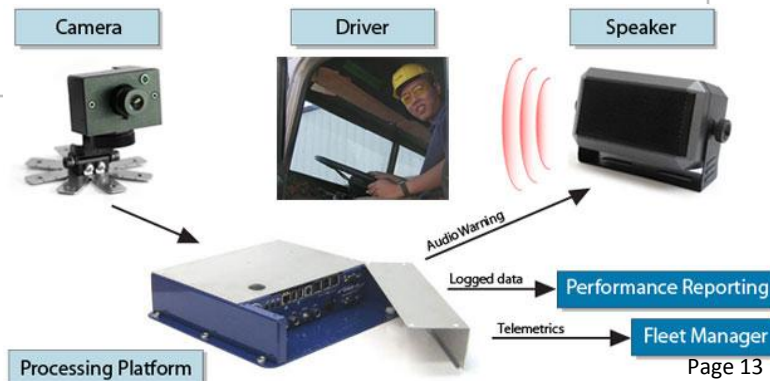 Camera
Driver
Speaker
Audio Warning
Logged data
Performance Reporting
Telemetrics
Fleet Manager
Processing Platform
Page 13